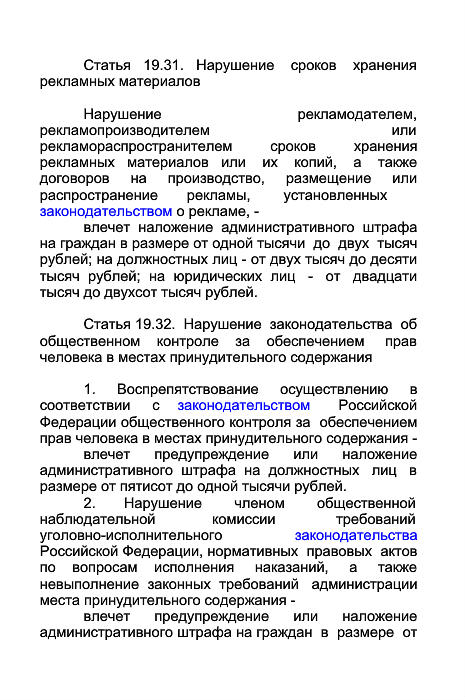 Статья 19.31. Нарушение сроков хранения
рекламных материалов
Нарушение рекламодателем,
рекламопроизводителем или
рекламораспространителем сроков хранения
рекламных материалов или их копий, а также
договоров на производство, размещение или
распространение рекламы, установленных
законодательством о рекламе, -
влечет наложение административного штрафа
на граждан в размере от одной тысячи до двух тысяч
рублей; на должностных лиц - от двух тысяч до десяти
тысяч рублей; на юридических лиц - от двадцати
тысяч до двухсот тысяч рублей.
Статья 19.32. Нарушение законодательства об
общественном контроле за обеспечением прав
человека в местах принудительного содержания
1. Воспрепятствование осуществлению в
соответствии с законодательством Российской
Федерации общественного контроля за обеспечением
прав человека в местах принудительного содержания -
влечет предупреждение или наложение
административного штрафа на должностных лиц в
размере от пятисот до одной тысячи рублей.
2. Нарушение членом общественной
наблюдательной комиссии требований
уголовно-исполнительного законодательства
Российской Федерации, нормативных правовых актов
по вопросам исполнения наказаний, а также
невыполнение законных требований администрации
места принудительного содержания -
влечет предупреждение или наложение
административного штрафа на граждан в размере от